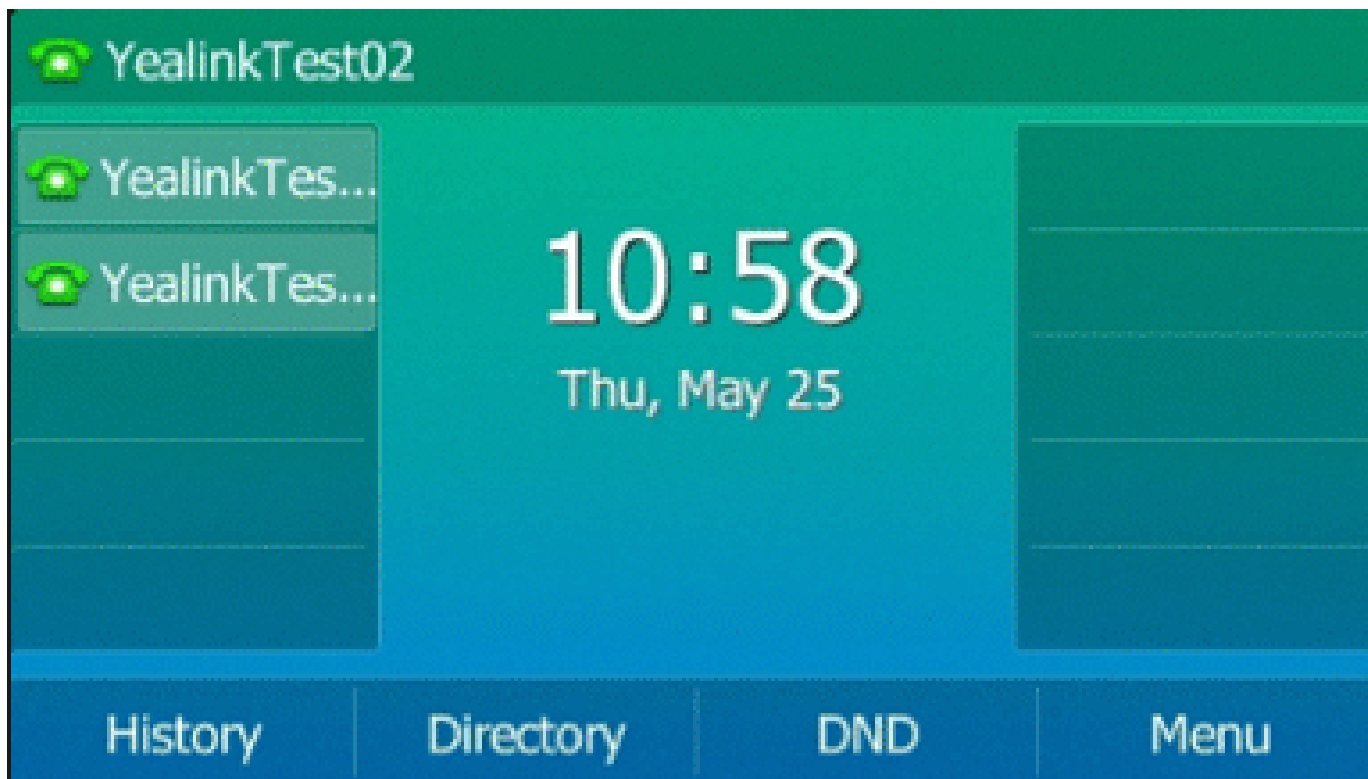 YealinkTest02
YealinkTes...
YealinkTes...
10:58
Thu, May 25
History Directory DND Menu